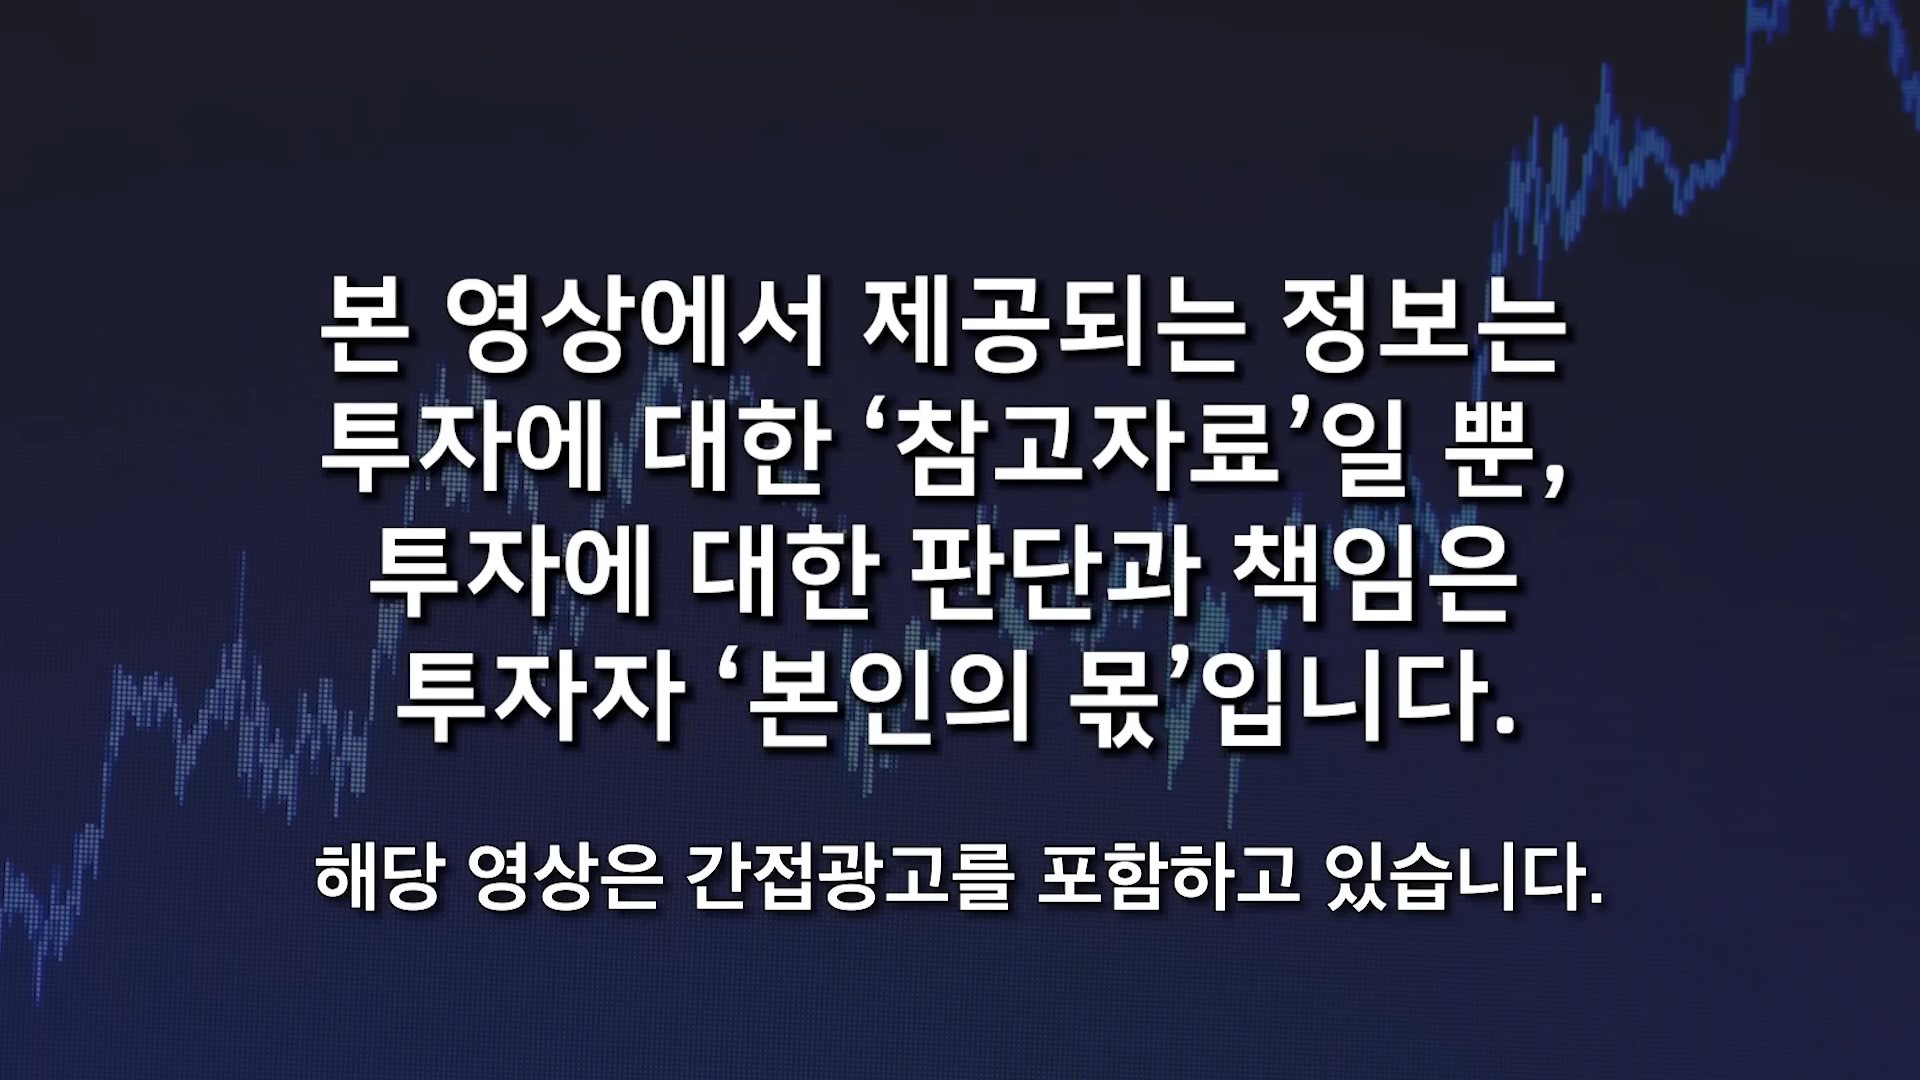 본 영상에서 제공되는 정보는
투자에 대한 ‘참고자료’일 뿐,
투자에 대한 판단과 책임은
투자자 ‘본인의 몫’입니다.
해당 영상은 간접광고를 포함하고 있습니다.